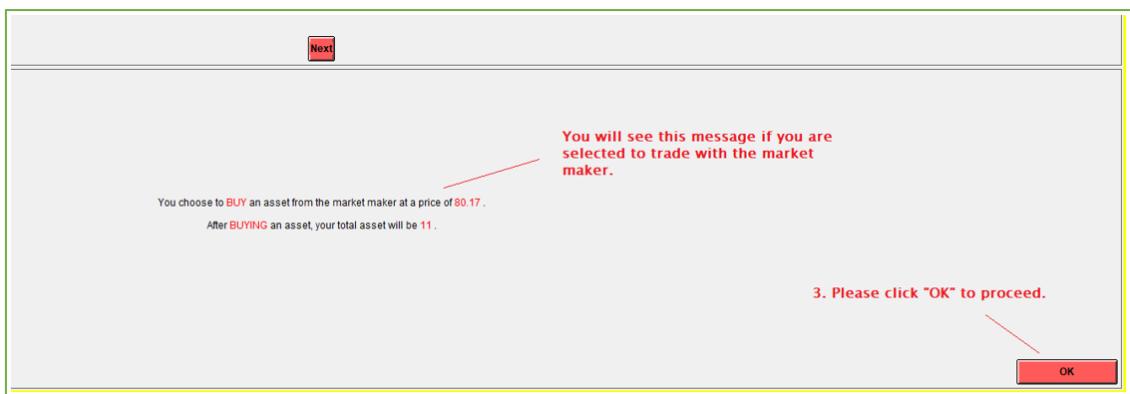 Next
You will see this message if you are
selected to trade with the market
maker.
You choose to BUY an asset from the market maker at a price of 80.17 .
After BUYING an asset, your total asset will be 11 .
3. Please click "OK" to proceed.
OK